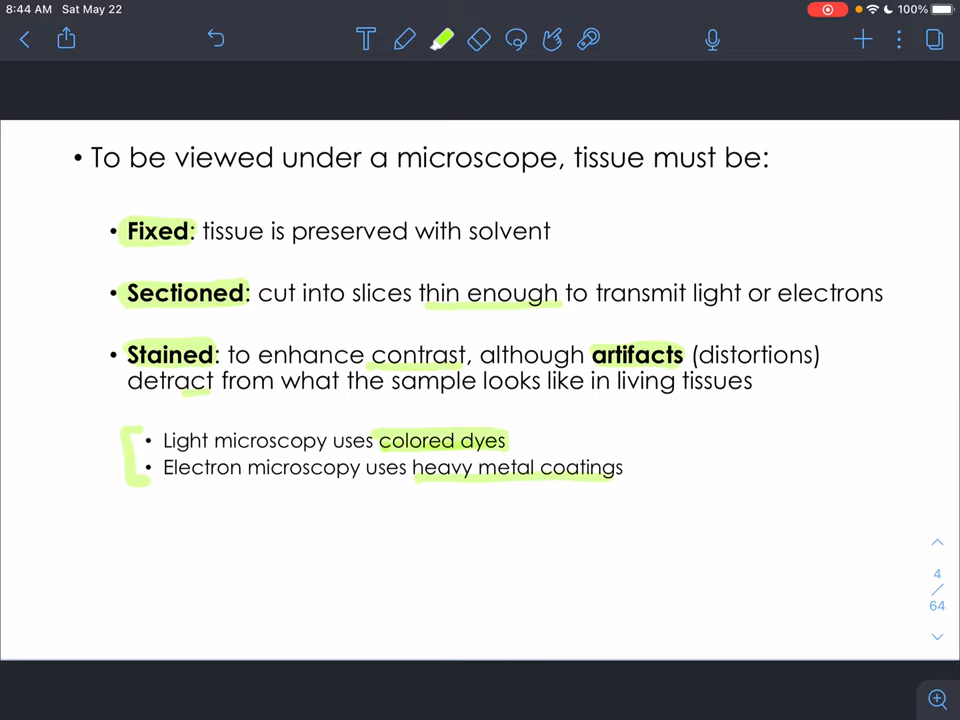 8:44 AM Sat May 22
100%
• To be viewed under a microscope, tissue must be:
• Fixed: tissue is preserved with solvent
• Sectioned: cut into slices thin enough to transmit light or electrons
• Stained: to enhance contrast, although artifacts (distortions)
detract from what the sample looks like in living tissues
• Light microscopy uses colored dyes
• Electron microscopy uses heavy metal coatings
4
/
64